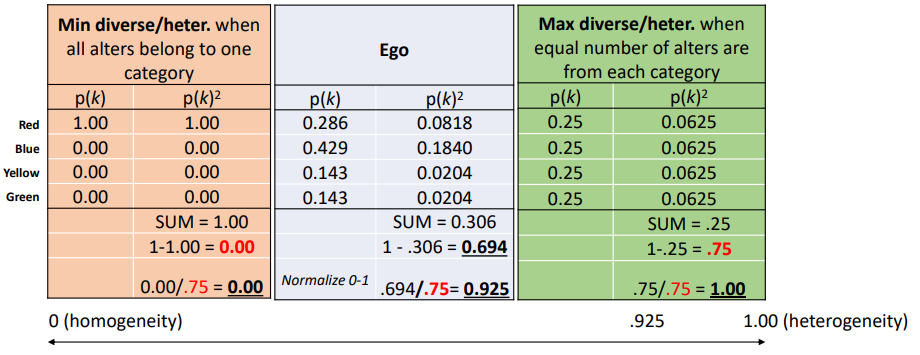 Min diverse/heter. when
all alters belong to one
category
Ego
Max diverse/heter. when
equal number of alters are
from each category
p(k) p(k)² p(k) p(k)² p(k) p(k)²
Red 1.00 1.00 0.286 0.0818 0.25 0.0625
Blue 0.00 0.00 0.429 0.1840 0.25 0.0625
Yellow 0.00 0.00 0.143 0.0204 0.25 0.0625
Green 0.00 0.00 0.143 0.0204 0.25 0.0625
SUM = 1.00 SUM = 0.306 SUM = .25
1-1.00 = 0.00 1 - .306 = 0.694 1-.25 = .75
0.00/.75 = 0.00 Normalize 0-1 .694/.75= 0.925 .75/.75 = 1.00
0 (homogeneity) .925 1.00 (heterogeneity)